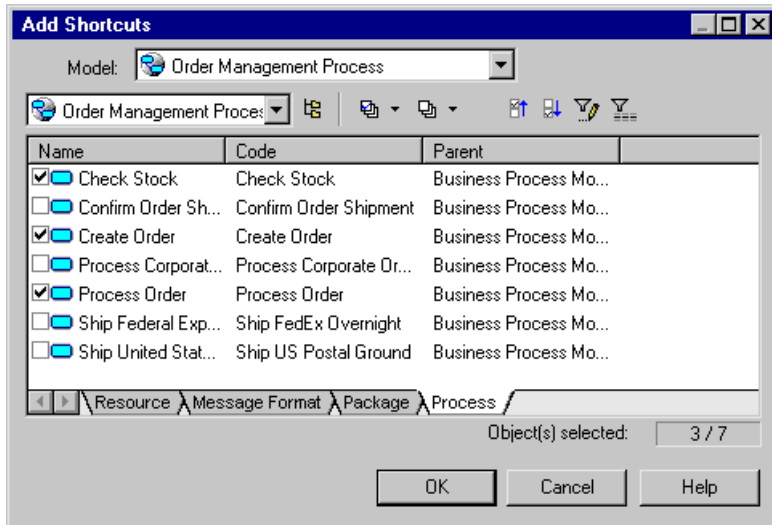 Add Shortcuts
Model: Order Management Process
Order Management Proces
Name Code Parent
Check Stock Check Stock Business Process Mo...
Confirm Order Sh... Confirm Order Shipment Business Process Mo...
Create Order Create Order Business Process Mo...
Process Corporat... Process Corporate Or... Business Process Mo...
Process Order Process Order Business Process Mo...
Ship Federal Exp... Ship FedEx Overnight Business Process Mo...
Ship United Stat... Ship US Postal Ground Business Process Mo...
Resource Message Format Package Process
Object(s) selected: 3 / 7
OK Cancel Help